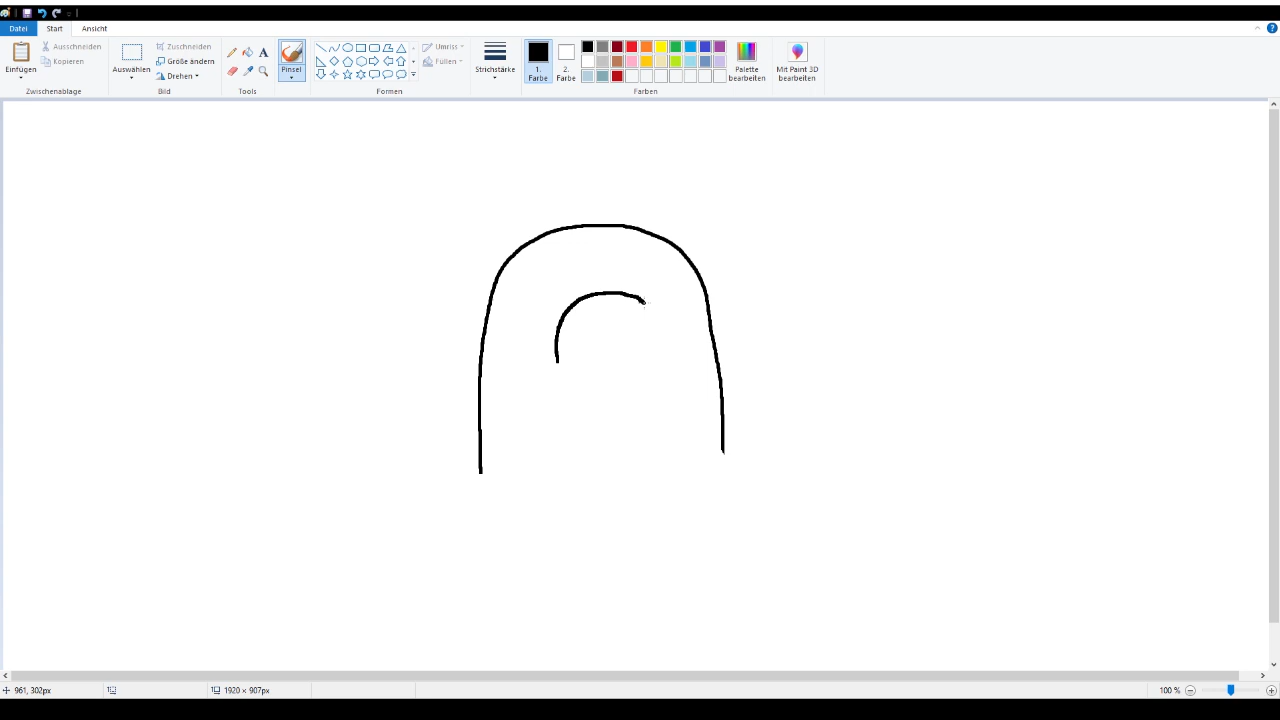 Datei Start Ansicht
Einfügen
Ausschneiden
Kopieren
Zwischenablage
Auswählen
Zuschneiden
Größe ändern
Drehen
Bild
A
Tools
Pinsel
Formen
Umriss
Füllen
Strichstärke
1.
Farbe
2.
Farbe
Farben
Palette
bearbeiten
Mit Paint 3D
bearbeiten
961, 302px
1920 × 907px
100 %